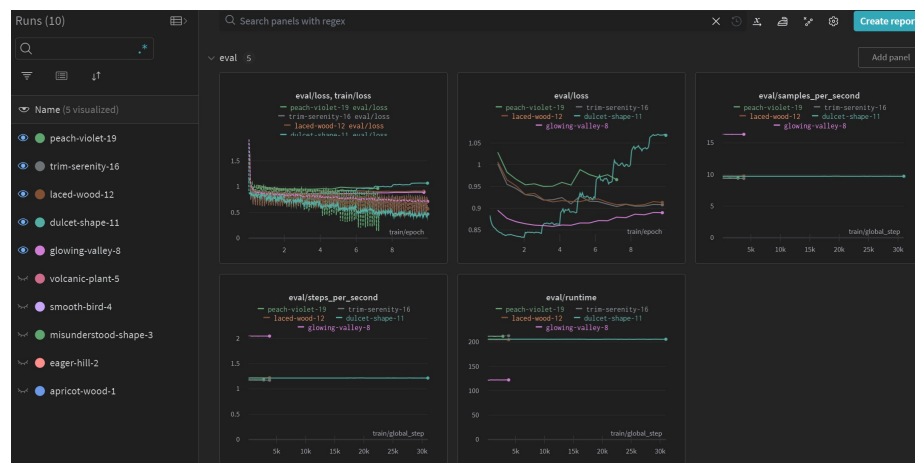 Runs (10)
Search panels with regex
Create repor
.*
eval 5
Add panel
Name (5 visualized)
peach-violet-19
trim-serenity-16
laced-wood-12
dulcet-shape-11
glowing-valley-8
volcanic-plant-5
smooth-bird-4
misunderstood-shape-3
eager-hill-2
apricot-wood-1
eval/loss, train/loss
peach-violet-19 eval/loss
trim-serenity-16 eval/loss
laced-wood-12 eval/loss
dulcet-shape-11 eval/loss
1.5
1
0.5
0
train/epoch
2 4 6 8
eval/loss
peach-violet-19 trim-serenity-16
laced-wood-12 dulcet-shape-11
glowing-valley-8
1.05
1
0.95
0.9
0.85
train/epoch
2 4 6 8
eval/samples_per_second
peach-violet-19 trim-serenity-16
laced-wood-12 dulcet-shape-11
glowing-valley-8
15
10
5
0
train/global_step
5k 10k 15k 20k 25k 30k
eval/steps_per_second
peach-violet-19 trim-serenity-16
laced-wood-12 dulcet-shape-11
glowing-valley-8
2
1.5
1
0.5
0
train/global_step
5k 10k 15k 20k 25k 30k
eval/runtime
peach-violet-19 trim-serenity-16
laced-wood-12 dulcet-shape-11
glowing-valley-8
200
150
100
50
0
train/global_step
5k 10k 15k 20k 25k 30k